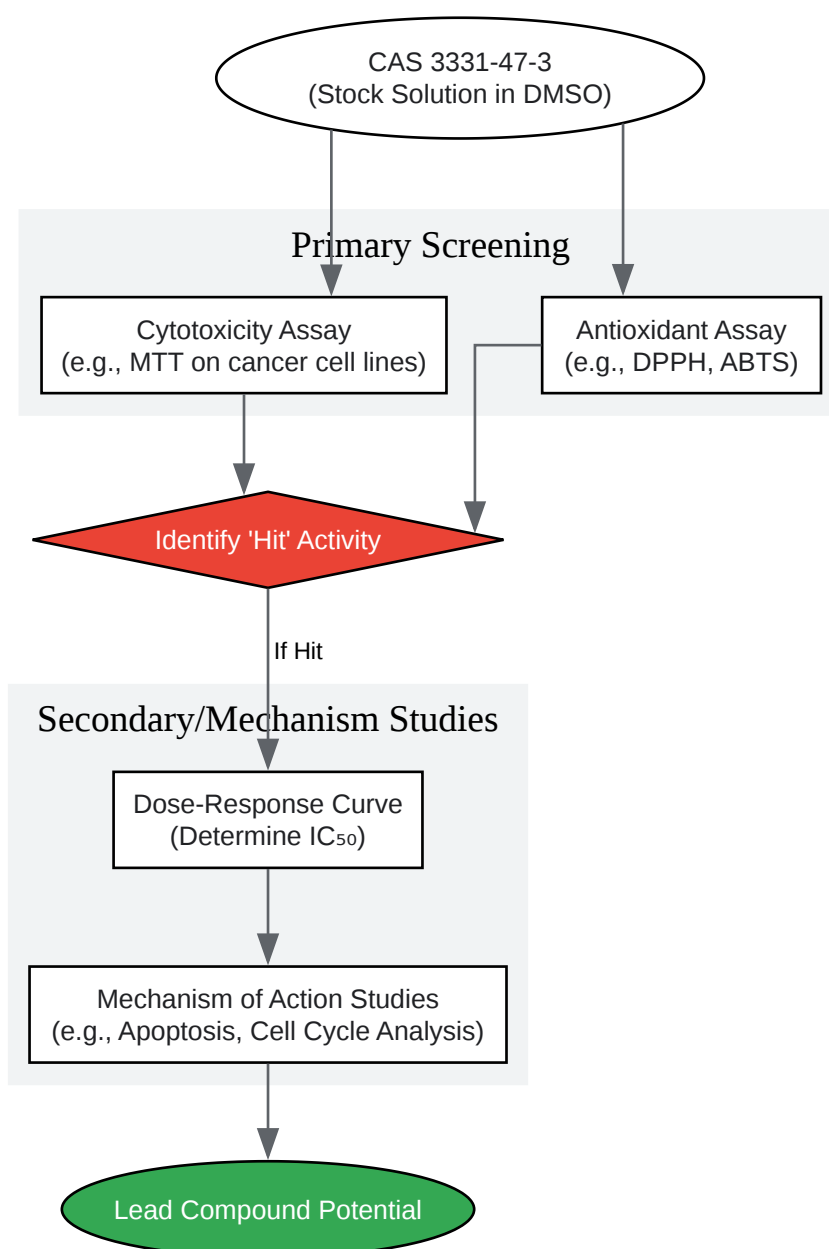 CAS 3331-47-3
(Stock Solution in DMSO)
Primary Screening
Cytotoxicity Assay
(e.g., MTT on cancer cell lines)
Antioxidant Assay
(e.g., DPPH, ABTS)
Identify 'Hit' Activity
If Hit
Secondary/Mechanism Studies
Dose-Response Curve
(Determine IC₅₀)
Mechanism of Action Studies
(e.g., Apoptosis, Cell Cycle Analysis)
Lead Compound Potential